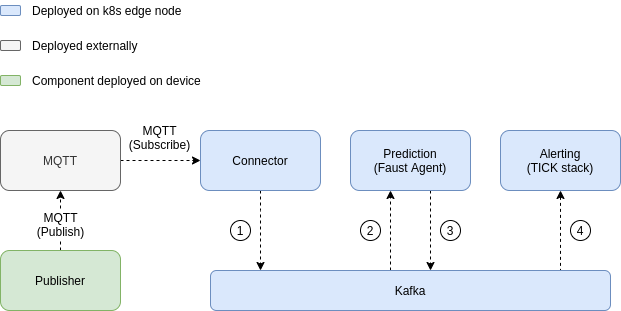 Deployed on k8s edge node
Deployed externally
Component deployed on device
MQTT
(Subscribe)
MQTT
Connector
Prediction
(Faust Agent)
Alerting
(TICK stack)
MQTT
(Publish)
1
2
3
4
Publisher
Kafka